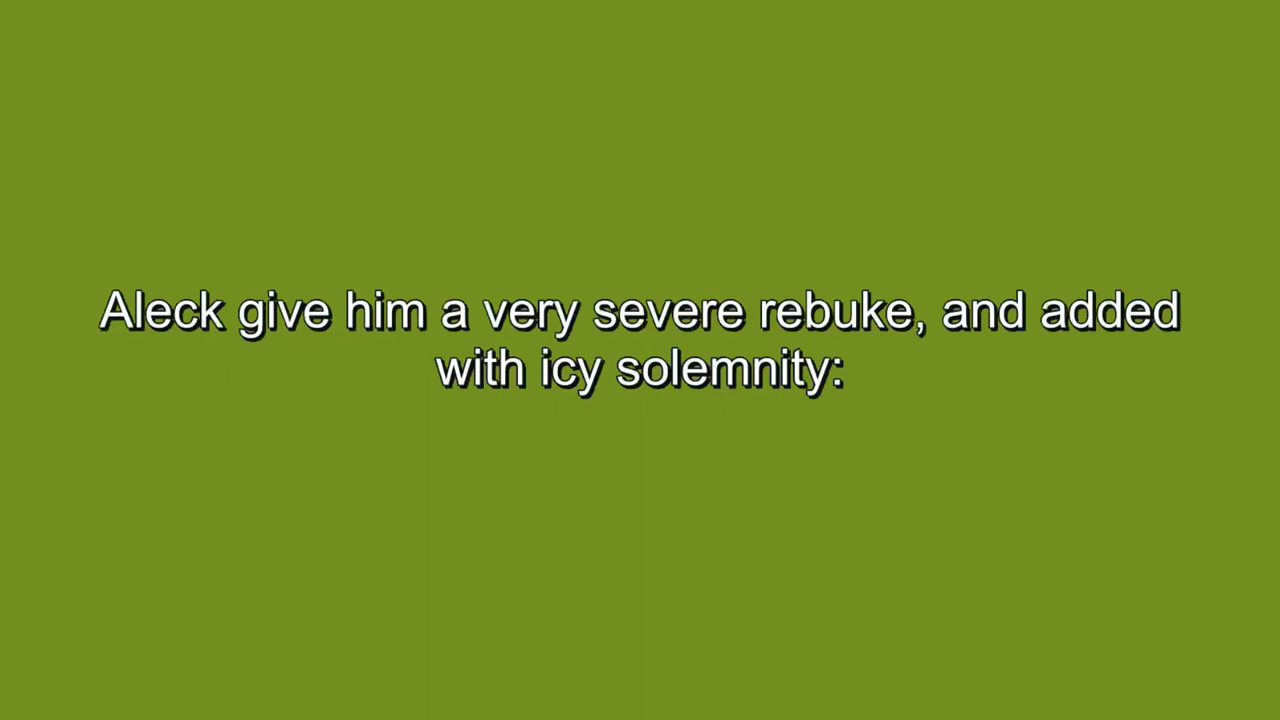 Aleck give him a very severe rebuke, and added
with icy solemnity: